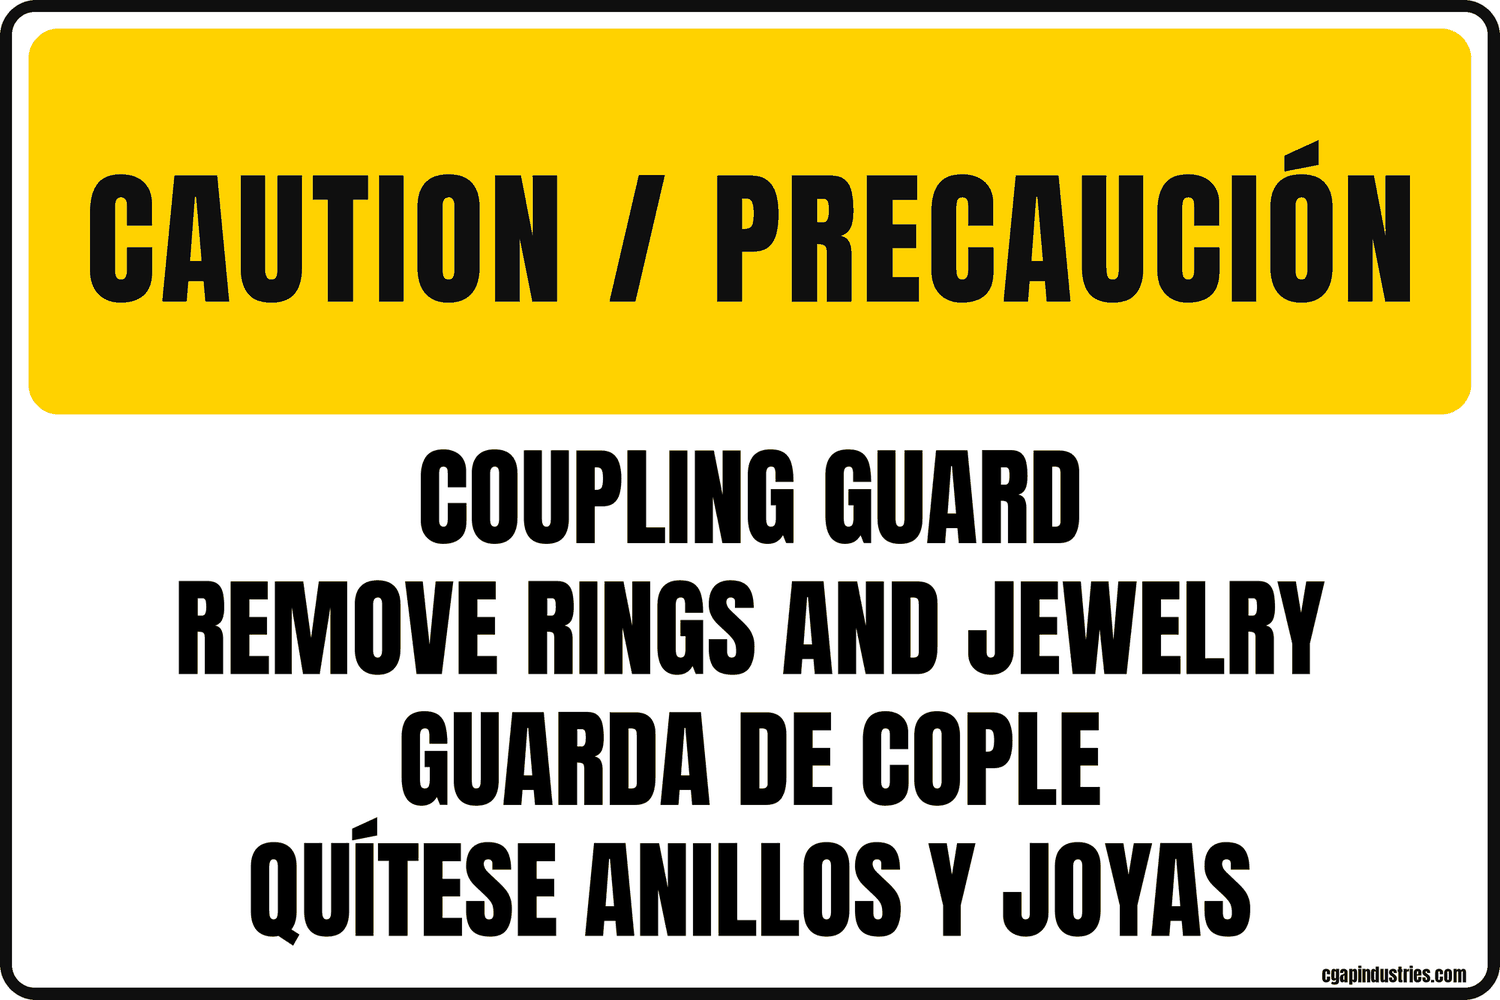 CAUTION / PRECAUCIÓN
COUPLING GUARD
REMOVE RINGS AND JEWELRY
GUARDA DE COPLE
QUÍTESE ANILLOS Y JOYAS
cgapindustries.com